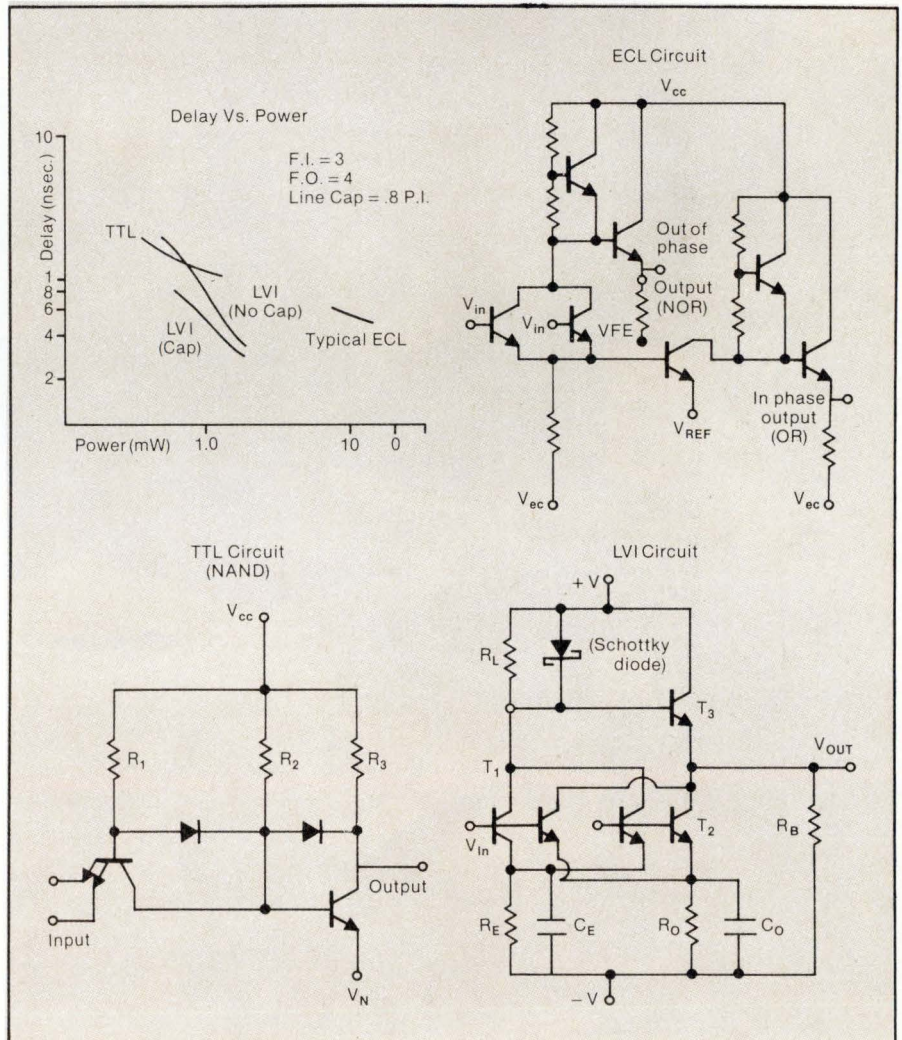 Delay Vs. Power
F.I. = 3
F.O. = 4
Line Cap = .8 P.I.
Delay (nsec.)
10
1
8
6
4
2
TTL
LVI
(No Cap)
LVI
(Cap)
Typical ECL
Power (mW)
1.0
10
0
ECL Circuit
Vcc
Out of
phase
Output
(NOR)
Vin
Vin
VFE
VREF
In phase
output
(OR)
Vec
Vec
TTL Circuit
(NAND)
Vcc
R1
R2
R3
Output
Input
VN
LVI Circuit
+ V
RL
(Schottky
diode)
T3
VOUT
T1
T2
RB
VIn
RE
CE
RO
CO
– V